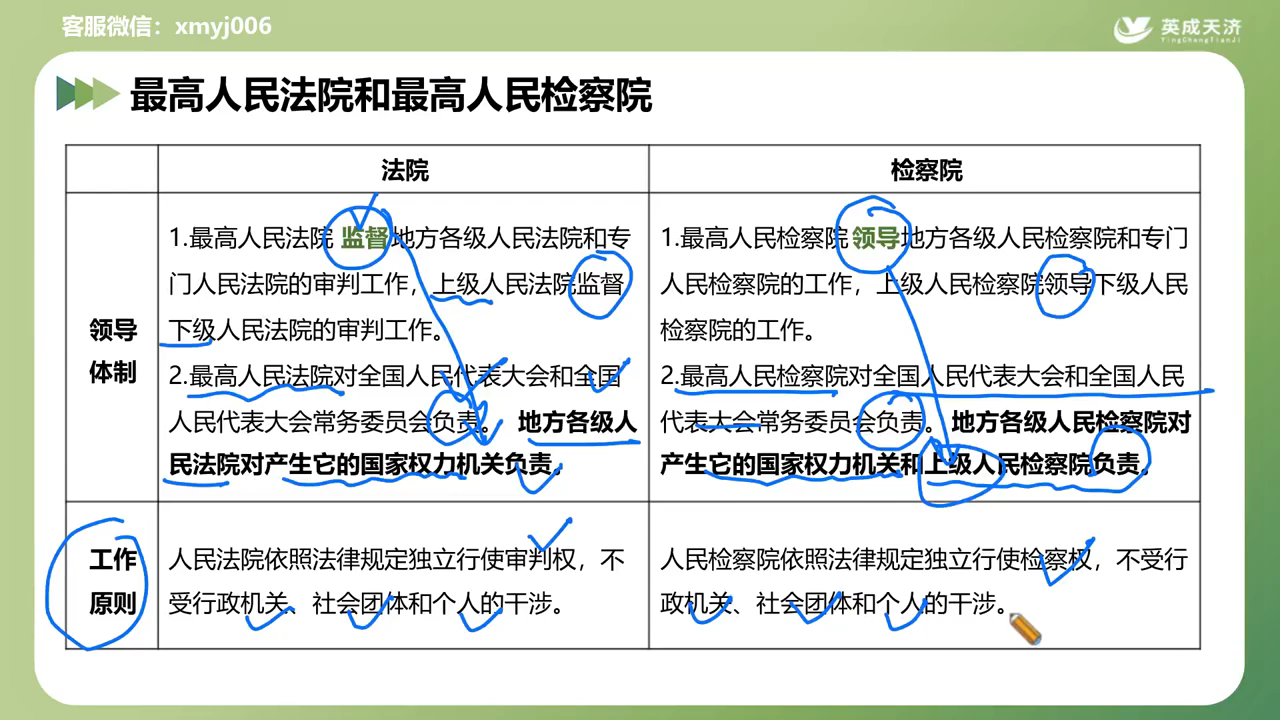 客服微信：xmyj006
英成天济
YingChengTianJi
最高人民法院和最高人民检察院
法院
检察院
领导
体制
1.最高人民法院 监督地方各级人民法院和专
门人民法院的审判工作，上级人民法院监督
下级人民法院的审判工作。
2.最高人民法院对全国人民代表大会和全国
人民代表大会常务委员会负责。 地方各级人
民法院对产生它的国家权力机关负责。
1.最高人民检察院 领导地方各级人民检察院和专门
人民检察院的工作，上级人民检察院领导下级人民
检察院的工作。
2.最高人民检察院对全国人民代表大会和全国人民
代表大会常务委员会负责。 地方各级人民检察院对
产生它的国家权力机关和上级人民检察院负责。
工作
原则
人民法院依照法律规定独立行使审判权，不
受行政机关、社会团体和个人的干涉。
人民检察院依照法律规定独立行使检察权，不受行
政机关、社会团体和个人的干涉。